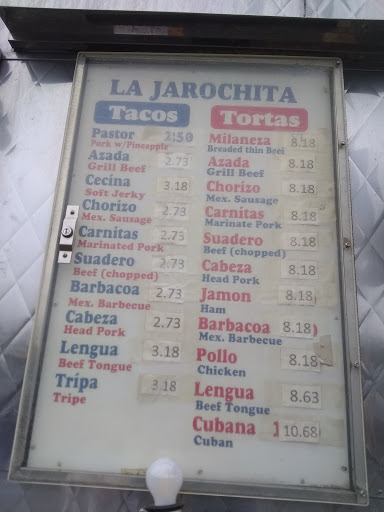 LA JAROCHITA
Tacos
Pastor 2.50
Pork w/Pineapple
Azada 2.73
Grill Beef
Cecina 3.18
Soft Jerky
Chorizo 2.73
Mex. Sausage
Carnitas 2.73
Marinated Pork
Suadero 2.73
Beef (chopped)
Barbacoa 2.73
Mex. Barbecue
Cabeza 2.73
Head Pork
Lengua 3.18
Beef Tongue
Tripa 3.18
Tripe
Tortas
Milaneza 8.18
Breaded thin Beef
Azada 8.18
Grill Beef
Chorizo 8.18
Mex. Sausage
Carnitas 8.18
Marinate Pork
Suadero 8.18
Beef (chopped)
Cabeza 8.18
Head Pork
Jamon 8.18
Ham
Barbacoa 8.18
Mex. Barbecue
Pollo 8.18
Chicken
Lengua 8.63
Beef Tongue
Cubana 10.68
Cuban